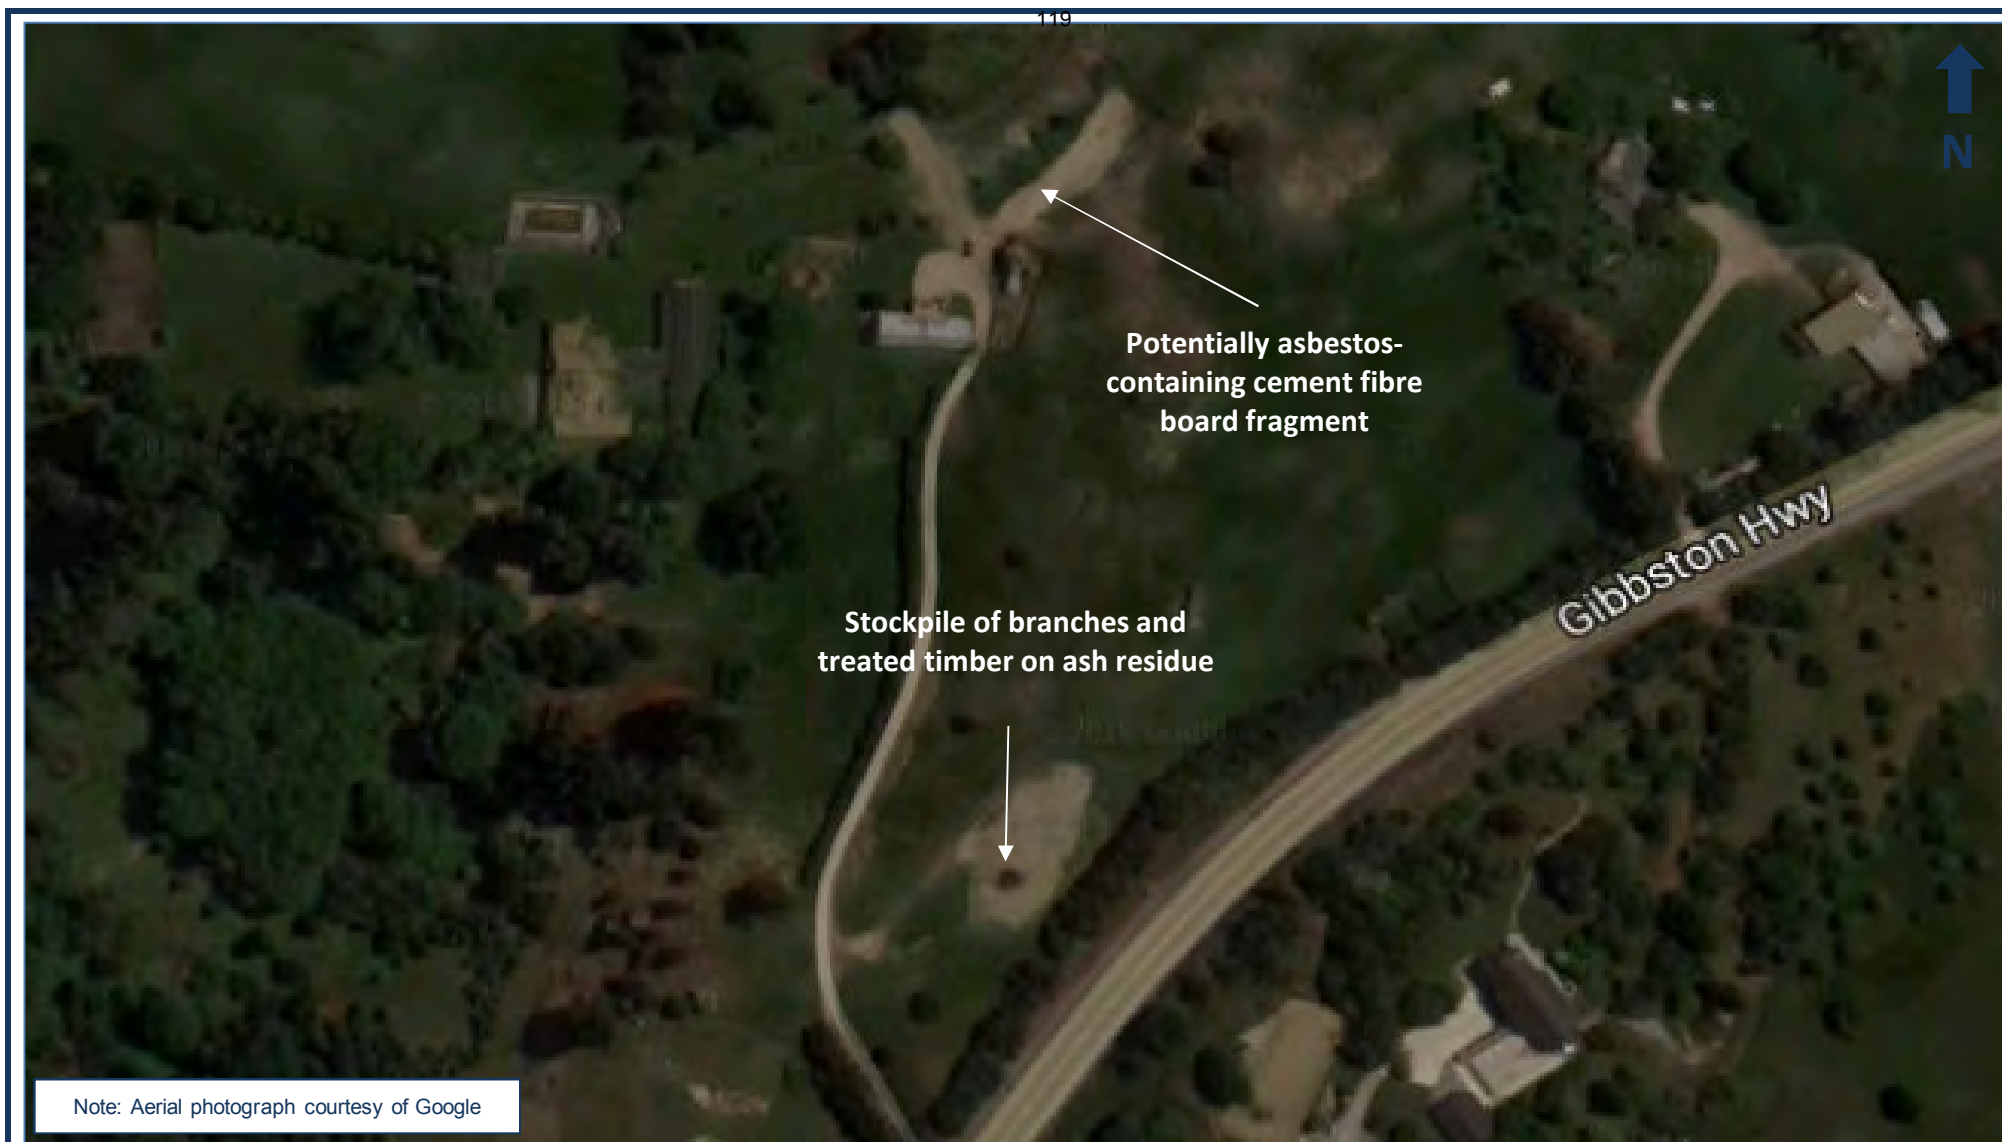 119
N
Potentially asbestos-
containing cement fibre
board fragment
Gibbston Hwy
Stockpile of branches and
treated timber on ash residue
Note: Aerial photograph courtesy of Google